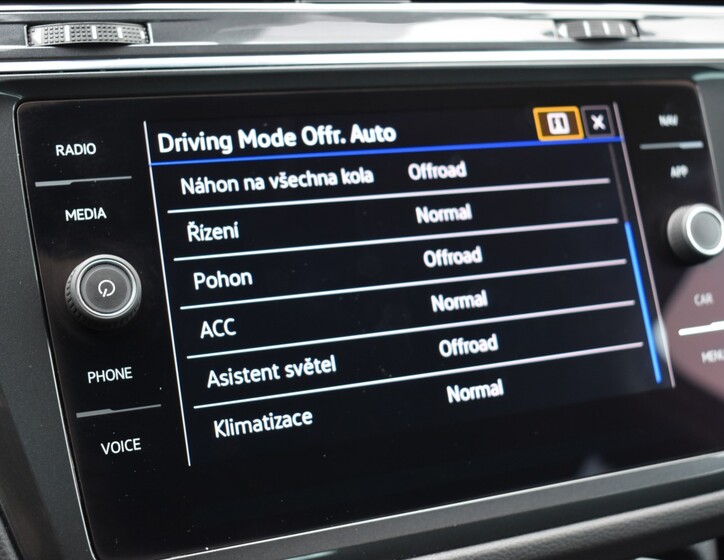 RADIO
MEDIA
PHONE
VOICE
Driving Mode Offr. Auto
Náhon na všechna kola Offroad
Řízení Normal
Pohon Offroad
ACC Normal
Asistent světel Offroad
Klimatizace Normal
NAV
APP
CAR
MENU